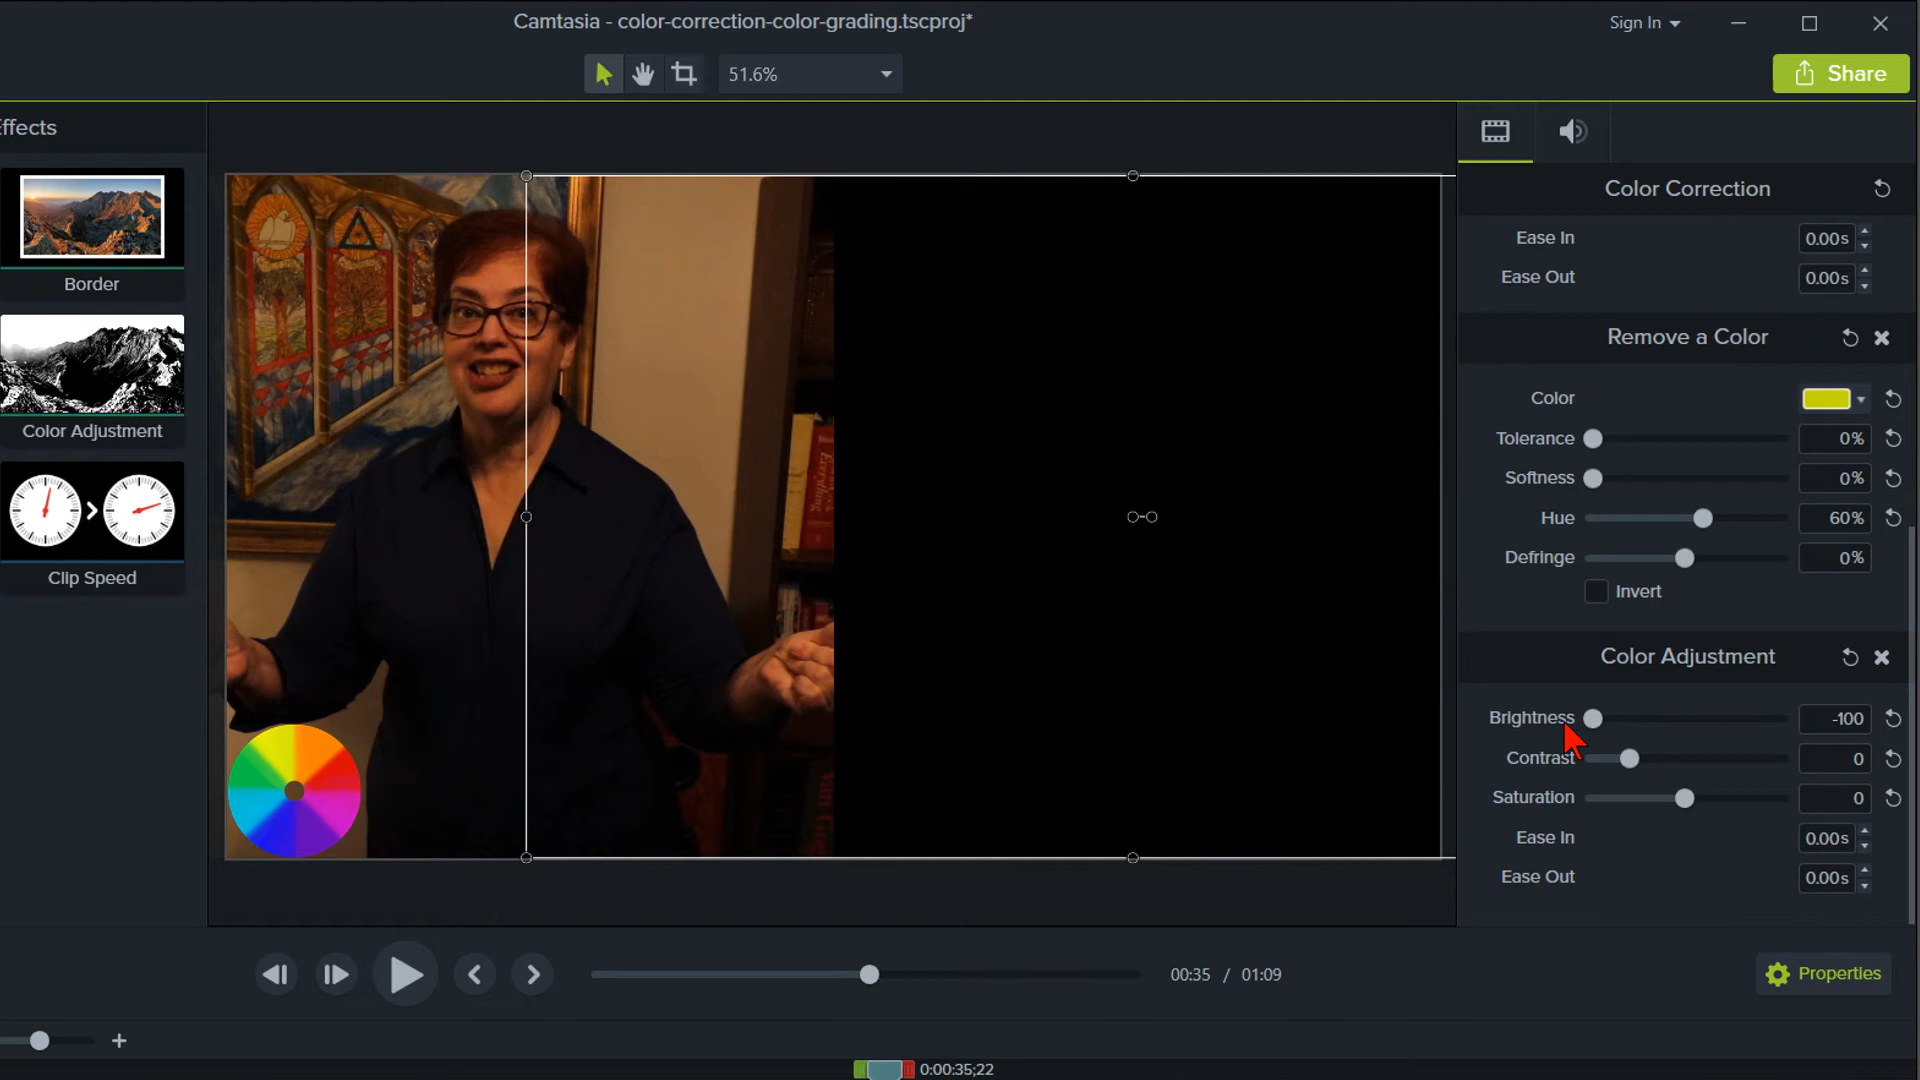 Camtasia - color-correction-color-grading.tscproj*
Sign In
51.6%
Share
ffects
Border
Color Adjustment
Clip Speed
Color Correction
Ease In 0.00s
Ease Out 0.00s
Remove a Color
Color
Tolerance 0%
Softness 0%
Hue 60%
Defringe 0%
Invert
Color Adjustment
Brightness -100
Contrast 0
Saturation 0
Ease In 0.00s
Ease Out 0.00s
00:35 / 01:09
Properties
0:00:35;22